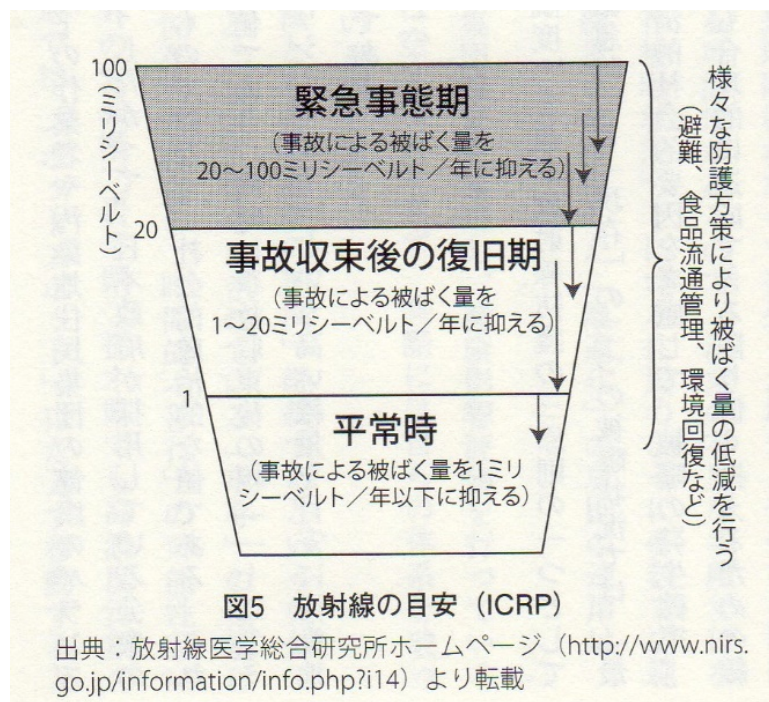 100
(ミリシーベルト)
緊急事態期
(事故による被ばく量を
20〜100ミリシーベルト/年に抑える)
20
事故収束後の復旧期
(事故による被ばく量を
1〜20ミリシーベルト/年に抑える)
1
平常時
(事故による被ばく量を1ミリ
シーベルト/年以下に抑える)
様々な防護方策により被ばく量の低減を行う
(避難、食品流通管理、環境回復など)
図5 放射線の目安(ICRP)
出典:放射線医学総合研究所ホームページ(http://www.nirs.
go.jp/information/info.php?i14)より転載